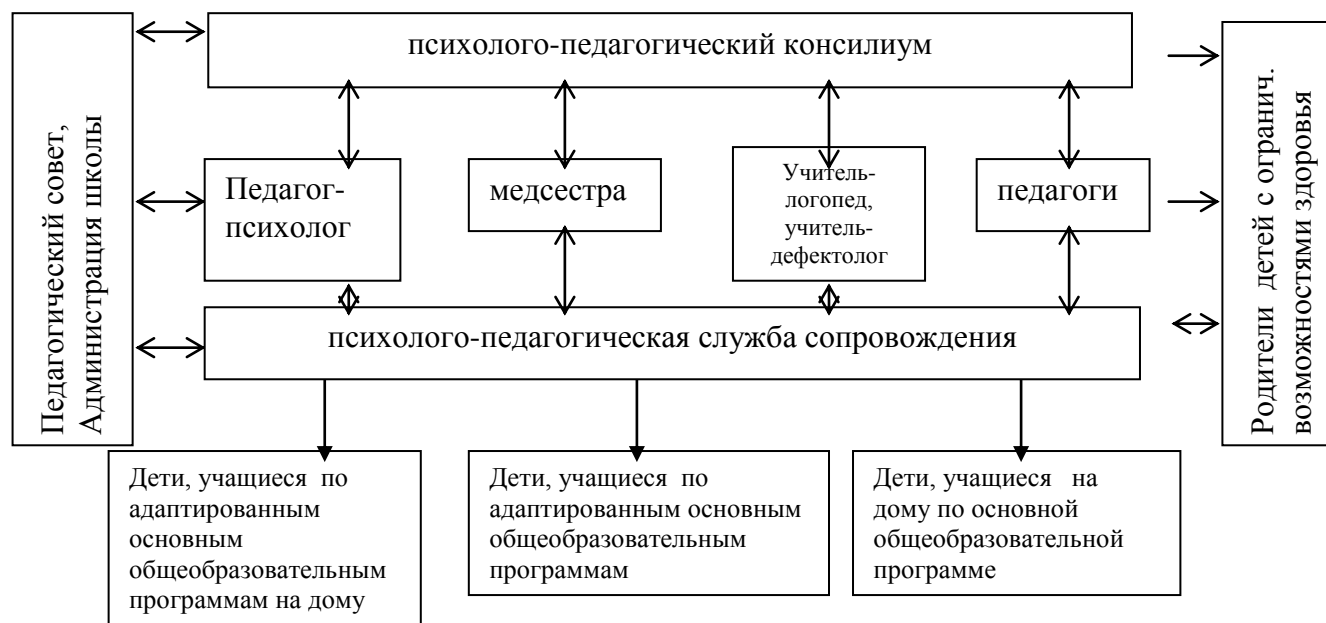 психолого-педагогический консилиум
Педагогический совет,
Администрация школы
Родители детей с огранич.
возможностями здоровья
Педагог-
психолог
медсестра
Учитель-
логопед,
учитель-
дефектолог
педагоги
психолого-педагогическая служба сопровождения
Дети, учащиеся по
адаптированным
основным
общеобразовательным
программам на дому
Дети, учащиеся по
адаптированным основным
общеобразовательным
программам
Дети, учащиеся на
дому по основной
общеобразовательной
программе